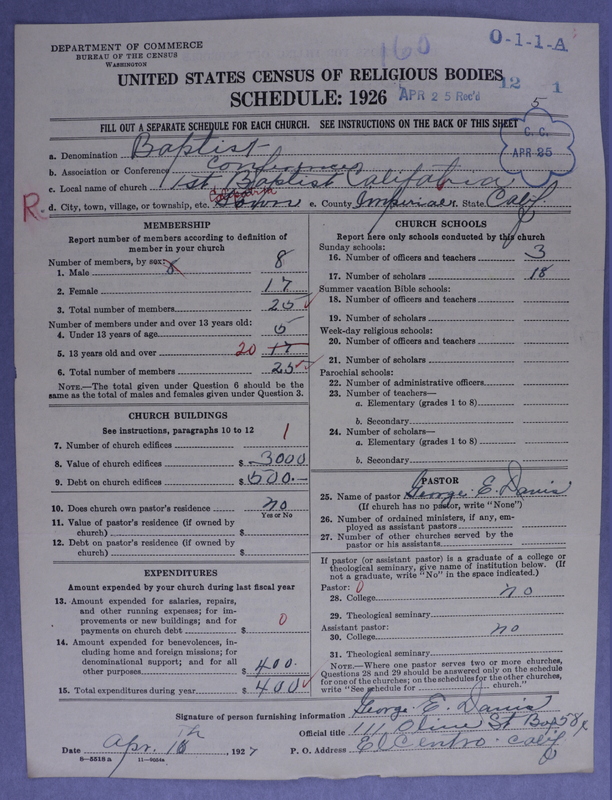 DEPARTMENT OF COMMERCE
BUREAU OF THE CENSUS
WASHINGTON
160
O-1-1-A
UNITED STATES CENSUS OF RELIGIOUS BODIES
12 1
SCHEDULE: 1926
APR 25 Rec'd
5
FILL OUT A SEPARATE SCHEDULE FOR EACH CHURCH. SEE INSTRUCTIONS ON THE BACK OF THIS SHEET
C. C.
APR 25
a. Denomination Baptist
b. Association or Conference Conference
c. Local name of church 1st Baptist Calipatria
R. d. City, town, village, or township, etc. Town e. County Imperial f. State Calif
MEMBERSHIP
Report number of members according to definition of member in your church
Number of members, by sex:
1. Male 8 8
2. Female 17
3. Total number of members 25
Number of members under and over 13 years old:
4. Under 13 years of age 5
5. 13 years old and over 20 17
6. Total number of members 25
NOTE.—The total given under Question 6 should be the same as the total of males and females given under Question 3.
CHURCH BUILDINGS
See instructions, paragraphs 10 to 12
7. Number of church edifices 1
8. Value of church edifices $ 3000
9. Debt on church edifices $ 500.—
10. Does church own pastor's residence no
Yes or No
11. Value of pastor's residence (if owned by church) $
12. Debt on pastor's residence (if owned by church) $
EXPENDITURES
Amount expended by your church during last fiscal year
13. Amount expended for salaries, repairs, and other running expenses; for improvements or new buildings; and for payments on church debt $ 0
14. Amount expended for benevolences, including home and foreign missions; for denominational support; and for all other purposes $ 400.
15. Total expenditures during year $ 400
CHURCH SCHOOLS
Report here only schools conducted by this church
Sunday schools:
16. Number of officers and teachers 3
17. Number of scholars 18
Summer vacation Bible schools:
18. Number of officers and teachers
19. Number of scholars
Week-day religious schools:
20. Number of officers and teachers
21. Number of scholars
Parochial schools:
22. Number of administrative officers
23. Number of teachers—
a. Elementary (grades 1 to 8)
b. Secondary
24. Number of scholars—
a. Elementary (grades 1 to 8)
b. Secondary
PASTOR
25. Name of pastor George E. Davis
(If church has no pastor, write "None")
26. Number of ordained ministers, if any, employed as assistant pastors
27. Number of other churches served by the pastor or his assistants
If pastor (or assistant pastor) is a graduate of a college or theological seminary, give name of institution below. (If not a graduate, write "No" in the space indicated.)
Pastor: 0
28. College no
29. Theological seminary
Assistant pastor:
30. College no
31. Theological seminary
NOTE.—Where one pastor serves two or more churches, Questions 28 and 29 should be answered only on the schedule for one of the churches; on the schedules for the other churches, write "See schedule for ______ church."
Signature of person furnishing information George E. Davis
Official title 111 Oliue St Box 58
Date Apr. 16th, 1927 P. O. Address El Centro. Calif
8—5518a 11—9654a